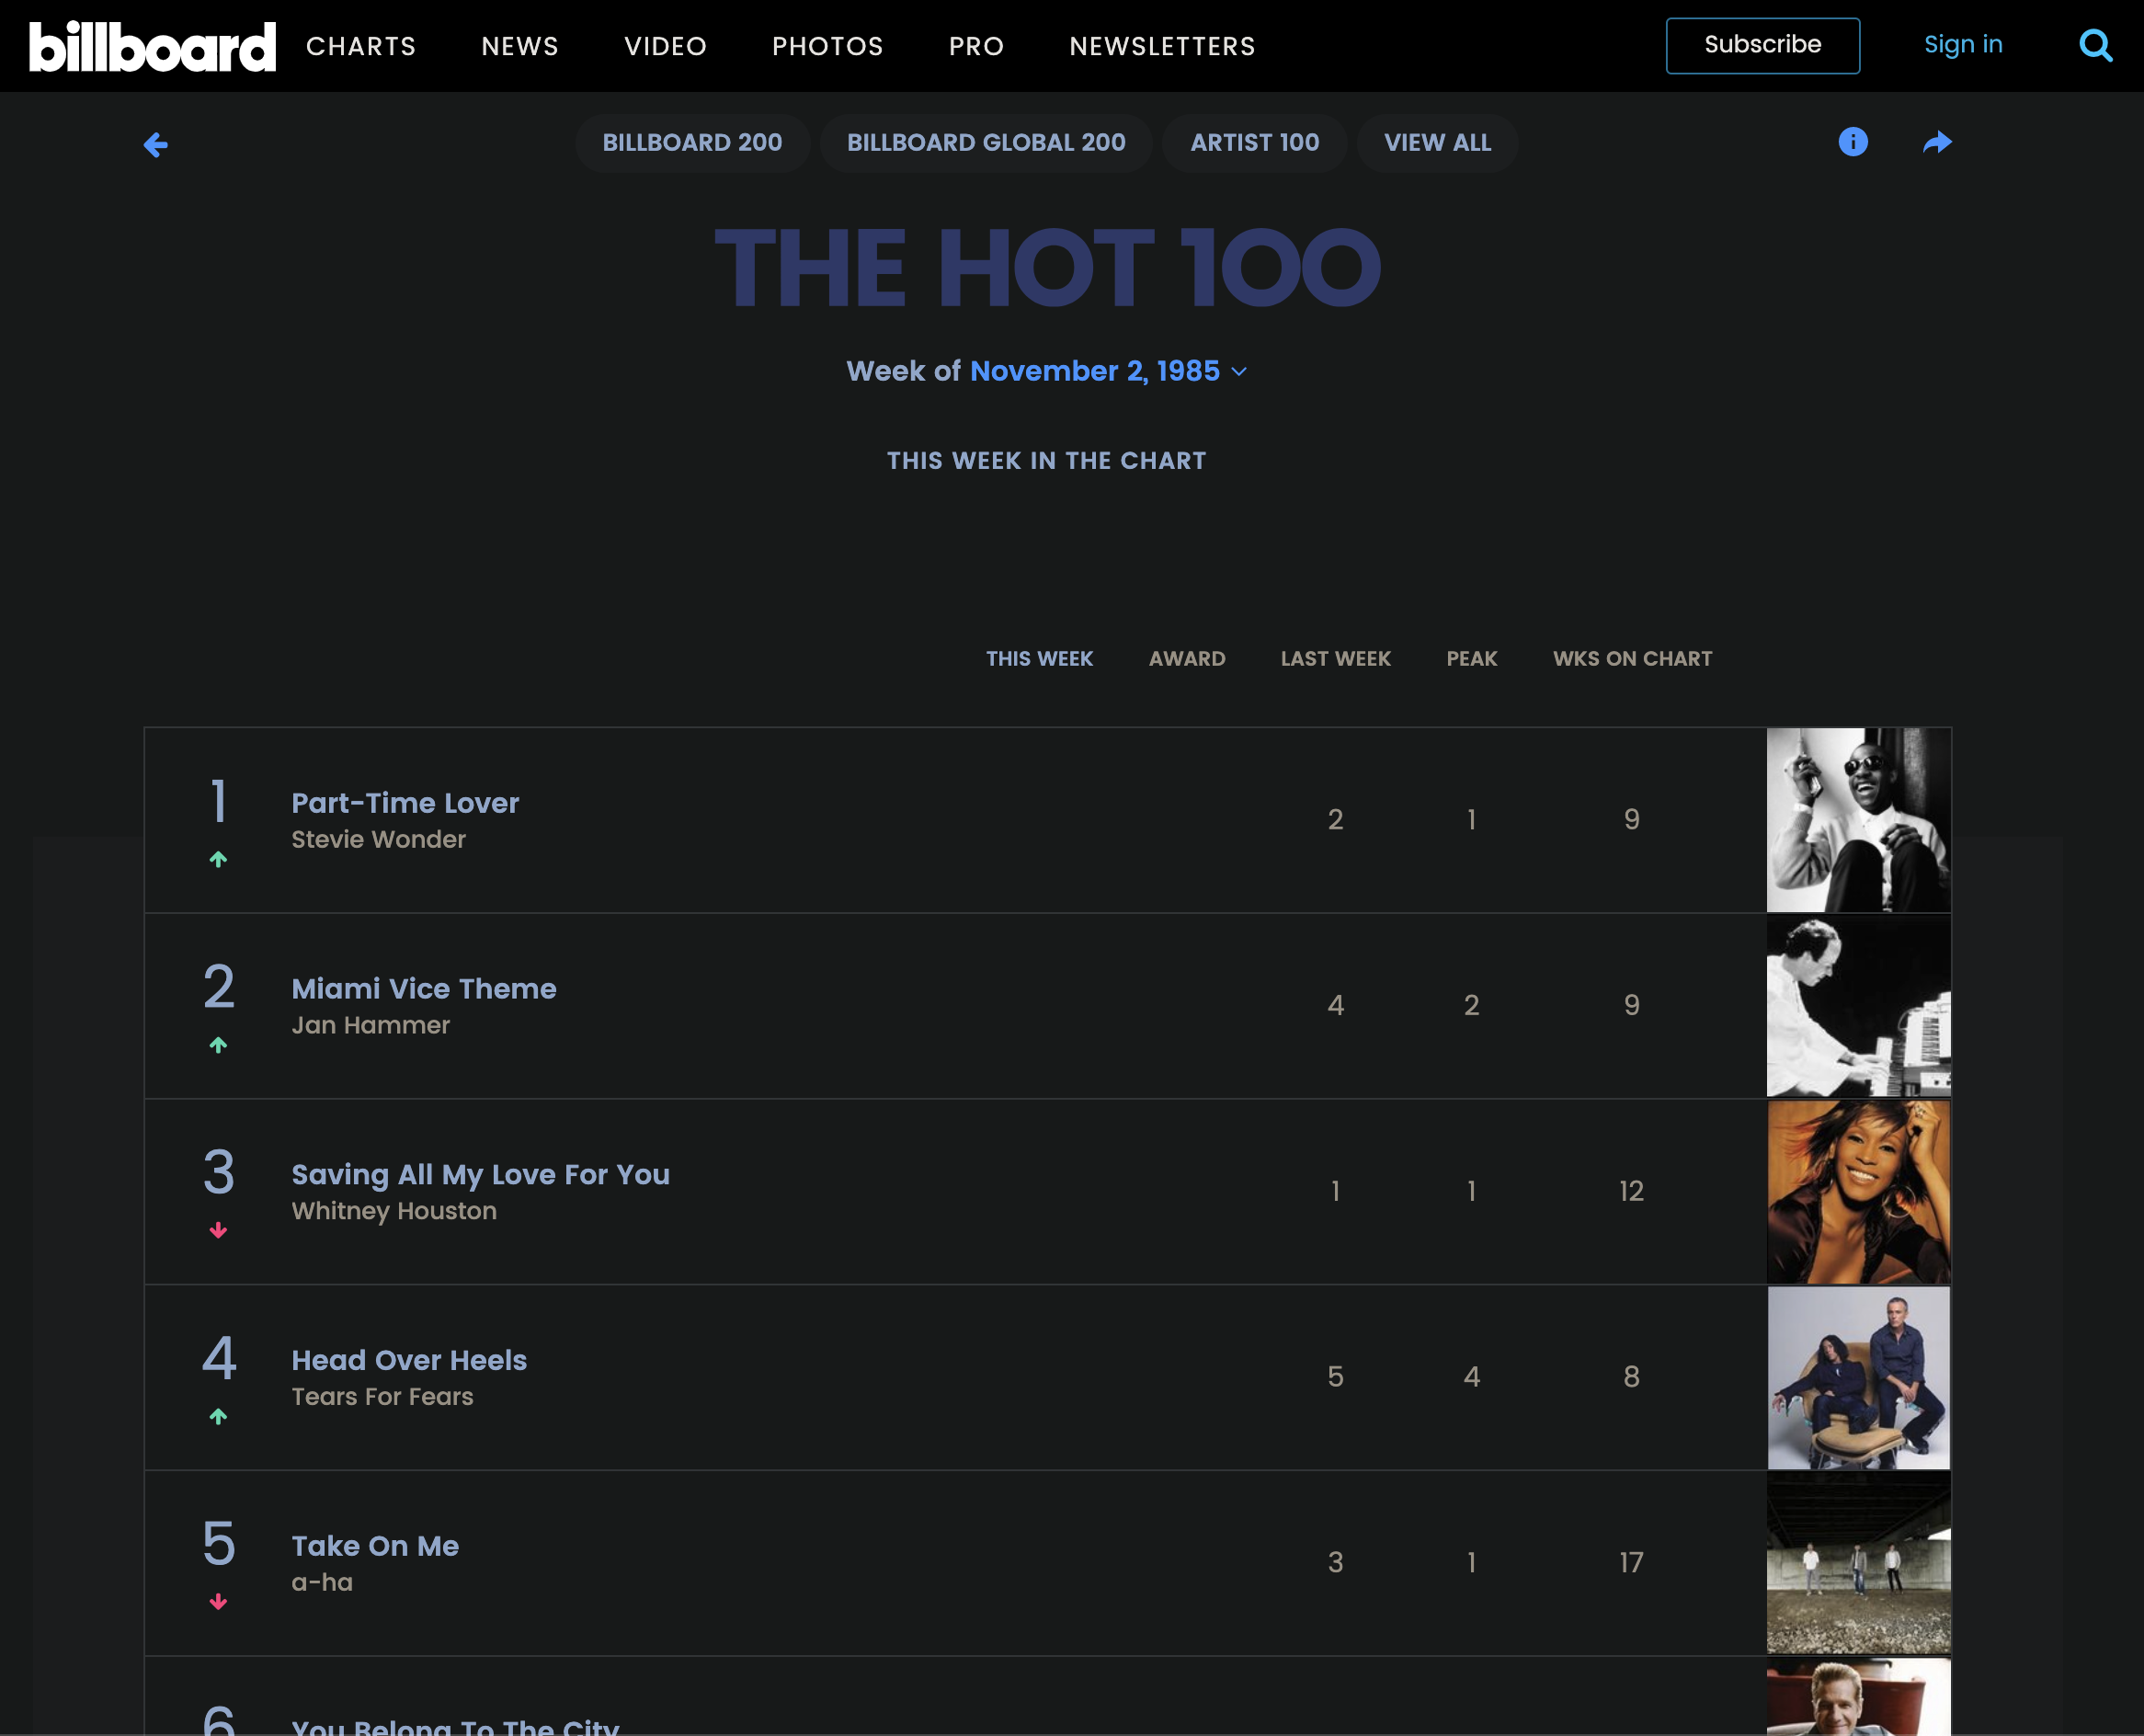 billboard CHARTS NEWS VIDEO PHOTOS PRO NEWSLETTERS Subscribe Sign in
BILLBOARD 200 BILLBOARD GLOBAL 200 ARTIST 100 VIEW ALL
THE HOT 100
Week of November 2, 1985
THIS WEEK IN THE CHART
THIS WEEK AWARD LAST WEEK PEAK WKS ON CHART
1 Part-Time Lover 2 1 9
Stevie Wonder
2 Miami Vice Theme 4 2 9
Jan Hammer
3 Saving All My Love For You 1 1 12
Whitney Houston
4 Head Over Heels 5 4 8
Tears For Fears
5 Take On Me 3 1 17
a-ha
6 You Belong To The City